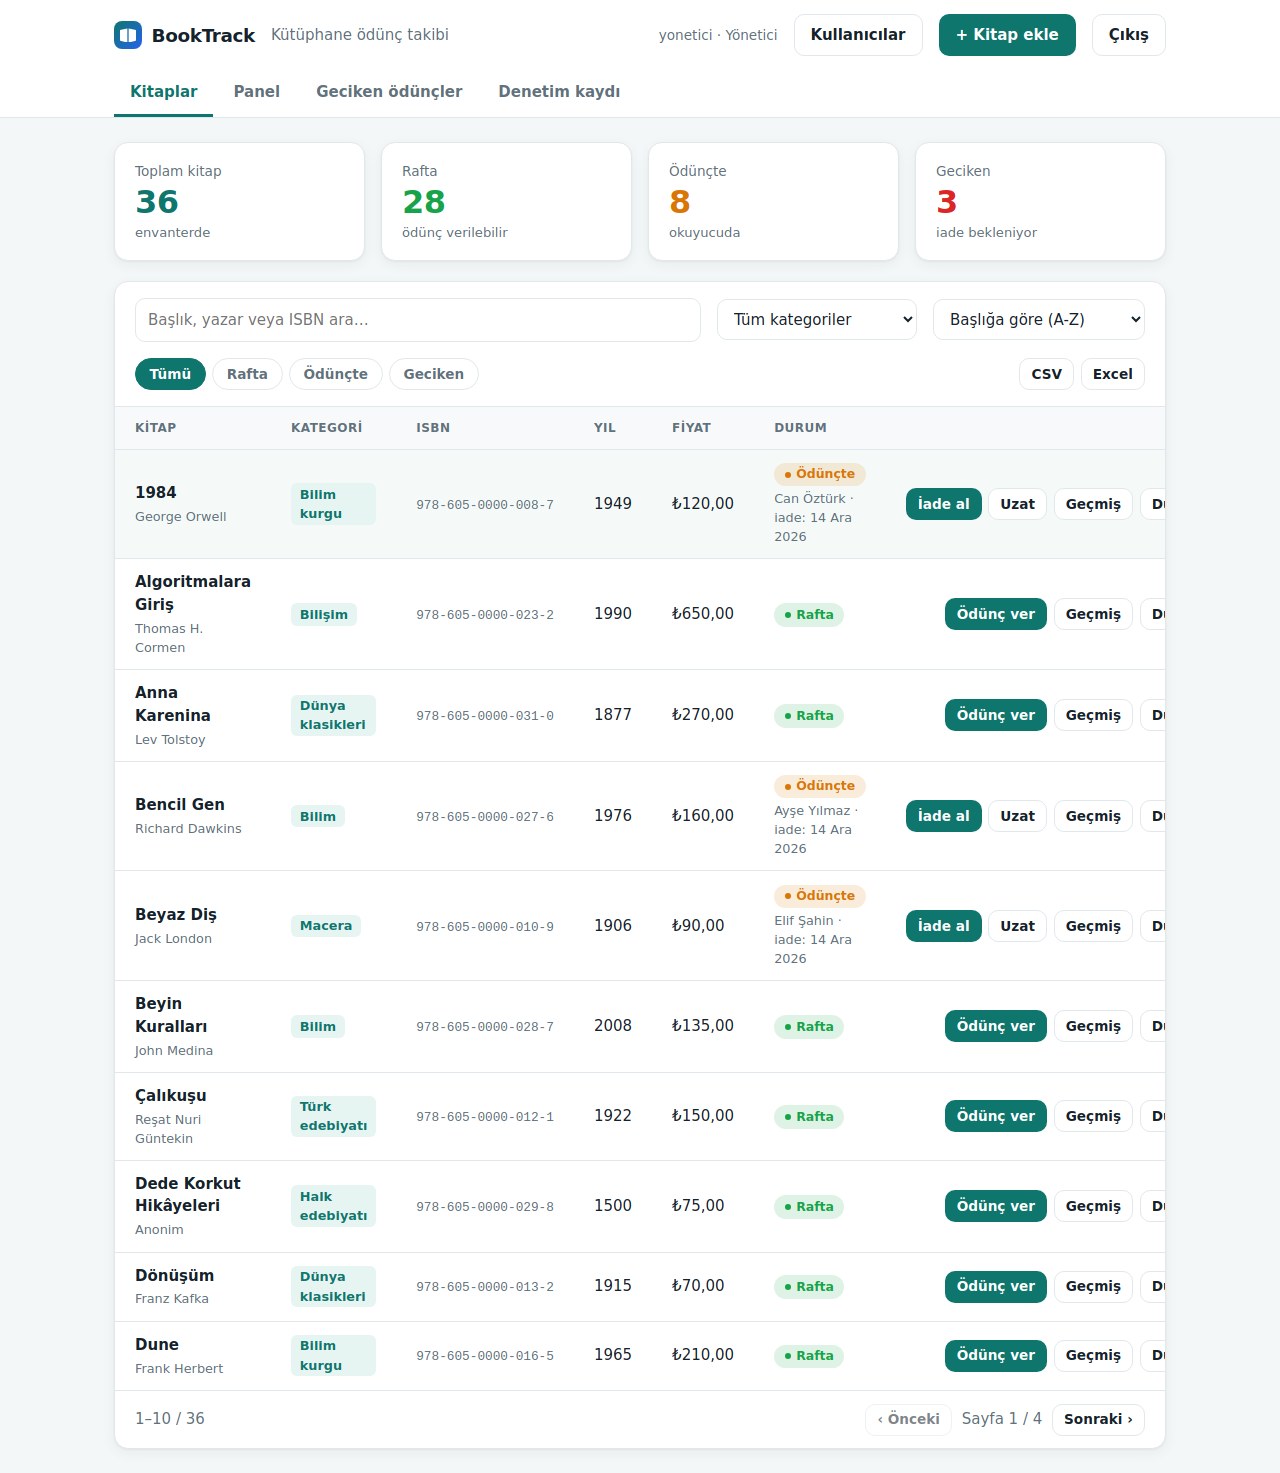 BookTrack Kütüphane ödünç takibi yonetici · Yönetici Kullanıcılar + Kitap ekle Çıkış
Kitaplar Panel Geciken ödünçler Denetim kaydı
Toplam kitap
36
envanterde
Rafta
28
ödünç verilebilir
Ödünçte
8
okuyucuda
Geciken
3
iade bekleniyor
Başlık, yazar veya ISBN ara… Tüm kategoriler Başlığa göre (A-Z)
Tümü Rafta Ödünçte Geciken CSV Excel
KİTAP KATEGORİ ISBN YIL FİYAT DURUM
1984
George Orwell
Bilim
kurgu
978-605-0000-008-7 1949 ₺120,00
Ödünçte
Can Öztürk ·
iade: 14 Ara
2026
İade al Uzat Geçmiş
Algoritmalara
Giriş
Thomas H.
Cormen
Bilişim 978-605-0000-023-2 1990 ₺650,00 Rafta Ödünç ver Geçmiş
Anna
Karenina
Lev Tolstoy
Dünya
klasikleri
978-605-0000-031-0 1877 ₺270,00 Rafta Ödünç ver Geçmiş
Bencil Gen
Richard Dawkins
Bilim 978-605-0000-027-6 1976 ₺160,00
Ödünçte
Ayşe Yılmaz ·
iade: 14 Ara
2026
İade al Uzat Geçmiş
Beyaz Diş
Jack London
Macera 978-605-0000-010-9 1906 ₺90,00
Ödünçte
Elif Şahin ·
iade: 14 Ara
2026
İade al Uzat Geçmiş
Beyin
Kuralları
John Medina
Bilim 978-605-0000-028-7 2008 ₺135,00 Rafta Ödünç ver Geçmiş
Çalıkuşu
Reşat Nuri
Güntekin
Türk
edebiyatı
978-605-0000-012-1 1922 ₺150,00 Rafta Ödünç ver Geçmiş
Dede Korkut
Hikâyeleri
Anonim
Halk
edebiyatı
978-605-0000-029-8 1500 ₺75,00 Rafta Ödünç ver Geçmiş
Dönüşüm
Franz Kafka
Dünya
klasikleri
978-605-0000-013-2 1915 ₺70,00 Rafta Ödünç ver Geçmiş
Dune
Frank Herbert
Bilim
kurgu
978-605-0000-016-5 1965 ₺210,00 Rafta Ödünç ver Geçmiş
1–10 / 36 ‹ Önceki Sayfa 1 / 4 Sonraki ›